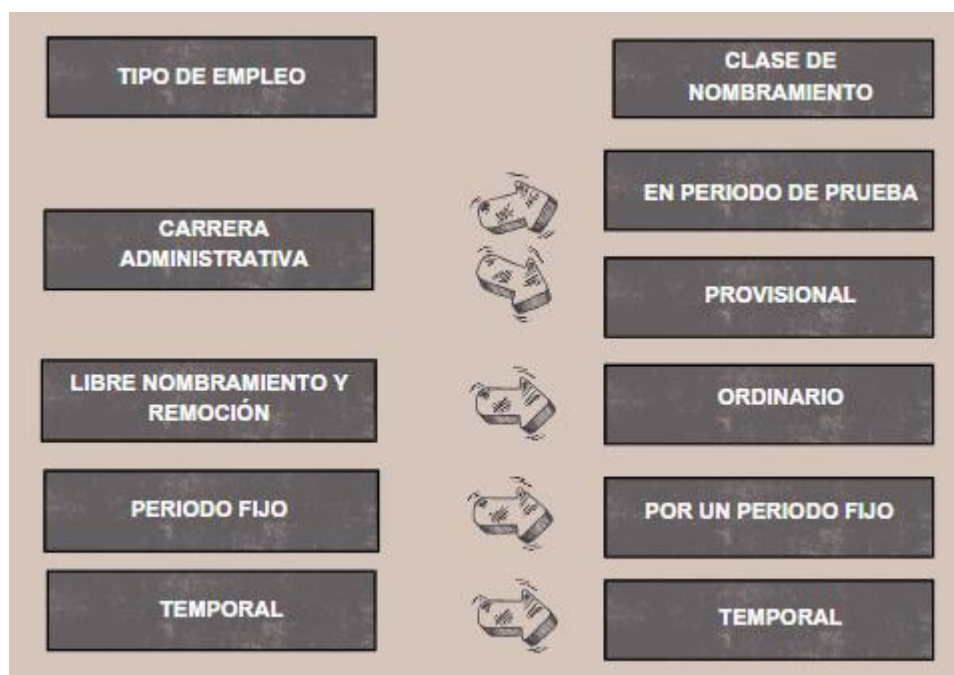 TIPO DE EMPLEO
CLASE DE
NOMBRAMIENTO
CARRERA
ADMINISTRATIVA
EN PERIODO DE PRUEBA
PROVISIONAL
LIBRE NOMBRAMIENTO Y
REMOCIÓN
ORDINARIO
PERIODO FIJO
POR UN PERIODO FIJO
TEMPORAL
TEMPORAL